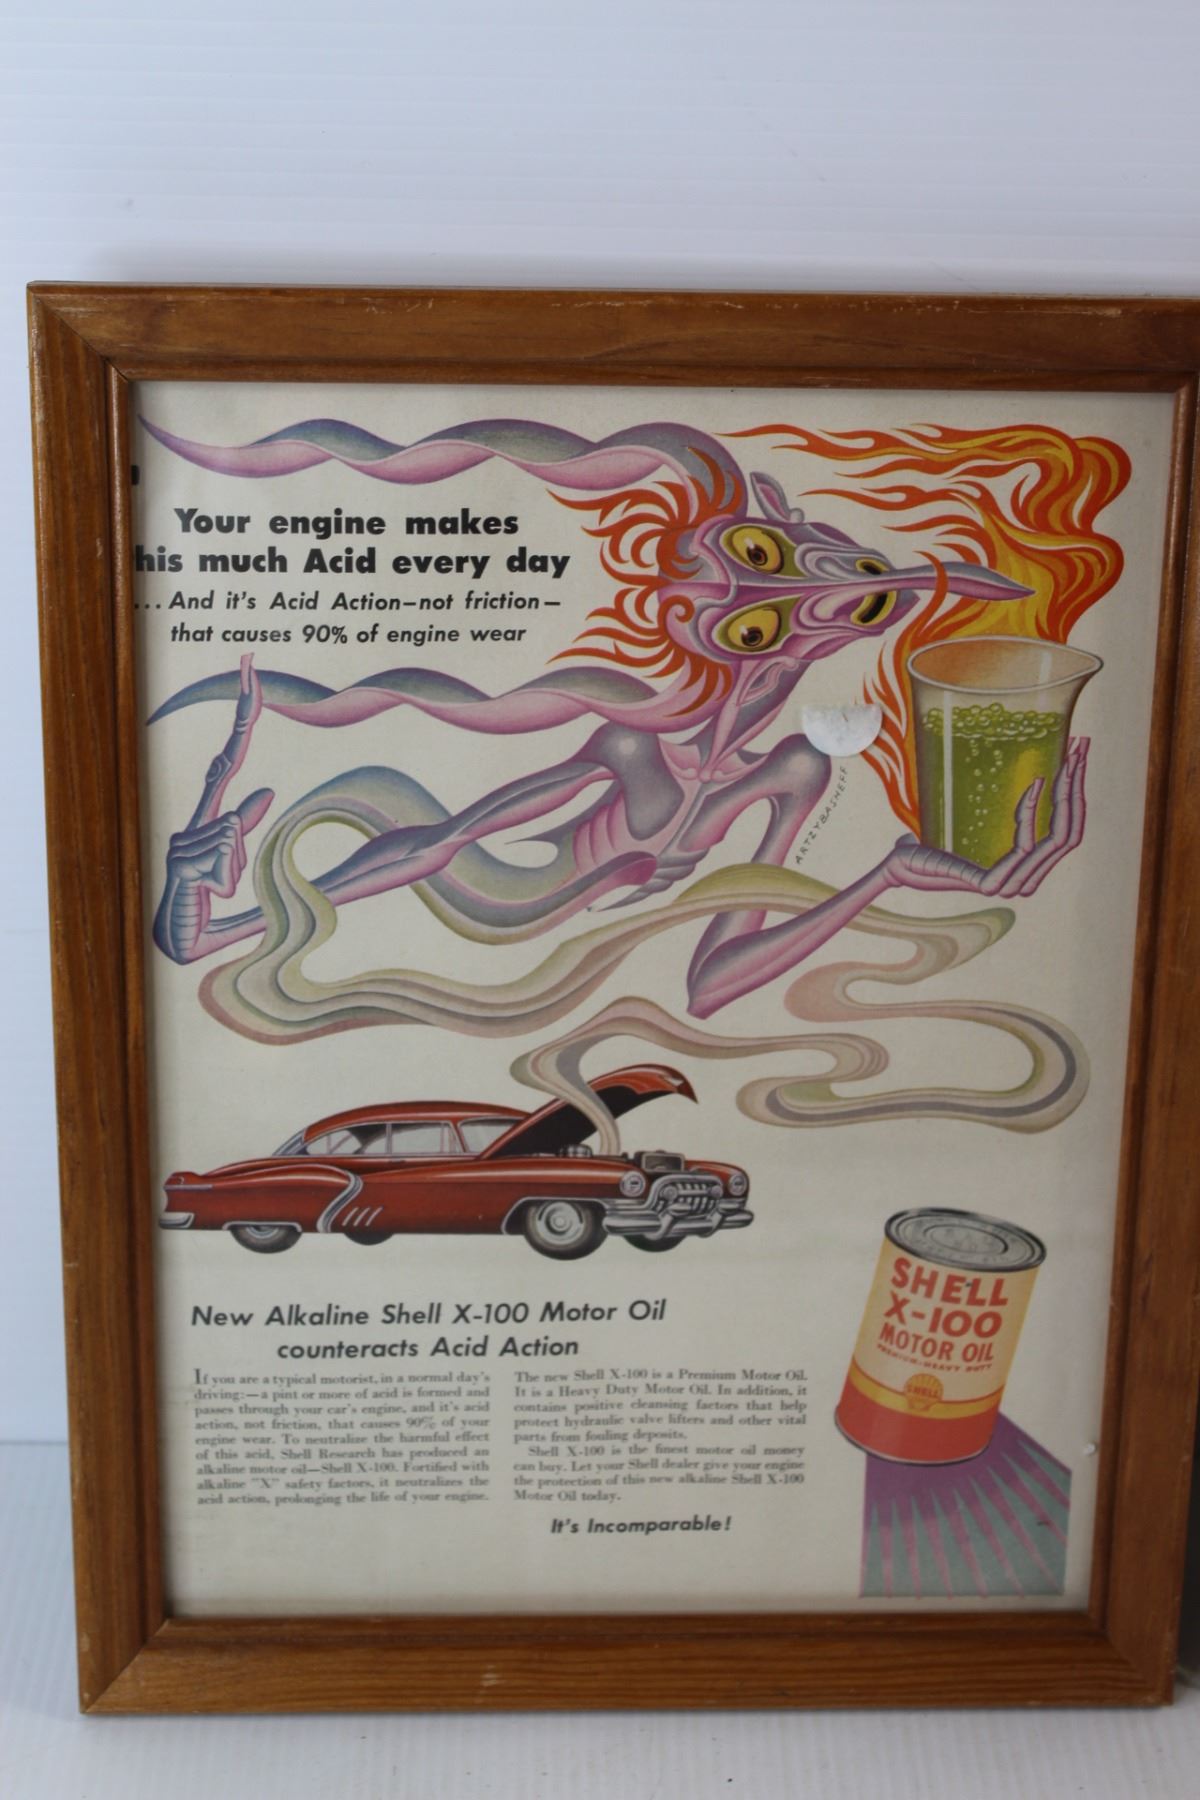 Your engine makes
his much Acid every day
...And it's Acid Action—not friction—
that causes 90% of engine wear
ARTZYBASHEFF
New Alkaline Shell X-100 Motor Oil
counteracts Acid Action
If you are a typical motorist, in a normal day's
driving:—a pint or more of acid is formed and
passes through your car's engine, and it's acid
action, not friction, that causes 90% of your
engine wear. To neutralize the harmful effect
of this acid, Shell Research has produced an
alkaline motor oil—Shell X-100. Fortified with
alkaline "X" safety factors, it neutralizes the
acid action, prolonging the life of your engine.
The new Shell X-100 is a Premium Motor Oil.
It is a Heavy Duty Motor Oil. In addition, it
contains positive cleansing factors that help
protect hydraulic valve lifters and other vital
parts from fouling deposits.
Shell X-100 is the finest motor oil money
can buy. Let your Shell dealer give your engine
the protection of this new alkaline Shell X-100
Motor Oil today.
It's Incomparable!
SHELL
X-100
MOTOR OIL
PREMIUM-HEAVY DUTY
SHELL